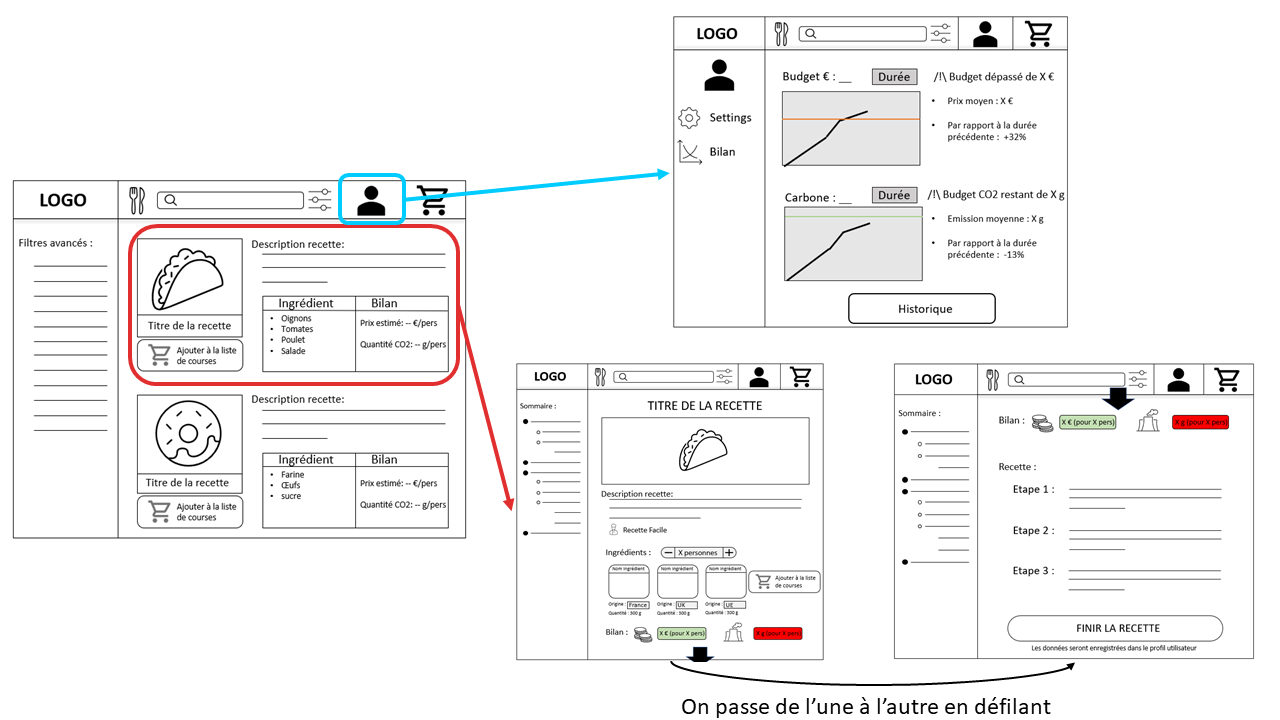 LOGO
Budget € : __
Durée
/!\ Budget dépassé de X €
• Prix moyen : X €
• Par rapport à la durée
précédente : +32%
Settings
Bilan
Carbone : __
Durée
/!\ Budget CO2 restant de X g
• Emission moyenne : X g
• Par rapport à la durée
précédente : -13%
Historique
LOGO
Filtres avancés :
Description recette:
Titre de la recette
Ajouter à la liste
de courses
Ingrédient
Bilan
• Oignons
• Tomates
• Poulet
• Salade
Prix estimé: -- €/pers
Quantité CO2: -- g/pers
Description recette:
Titre de la recette
Ajouter à la liste
de courses
Ingrédient
Bilan
• Farine
• Œufs
• sucre
Prix estimé: -- €/pers
Quantité CO2: -- g/pers
LOGO
Sommaire :
TITRE DE LA RECETTE
Description recette:
Recette Facile
Ingrédients :
X personnes
Nom ingrédient
Nom ingrédient
Nom ingrédient
Ajouter à la liste
de courses
Origine : France
Origine : UK
Origine : UE
Quantité : 300 g
Quantité : 300 g
Quantité : 300 g
Bilan :
X € (pour X pers)
X g (pour X pers)
LOGO
Sommaire :
Bilan :
X € (pour X pers)
X g (pour X pers)
Recette :
Etape 1 :
Etape 2 :
Etape 3 :
FINIR LA RECETTE
Les données seront enregistrées dans le profil utilisateur
On passe de l’une à l’autre en défilant